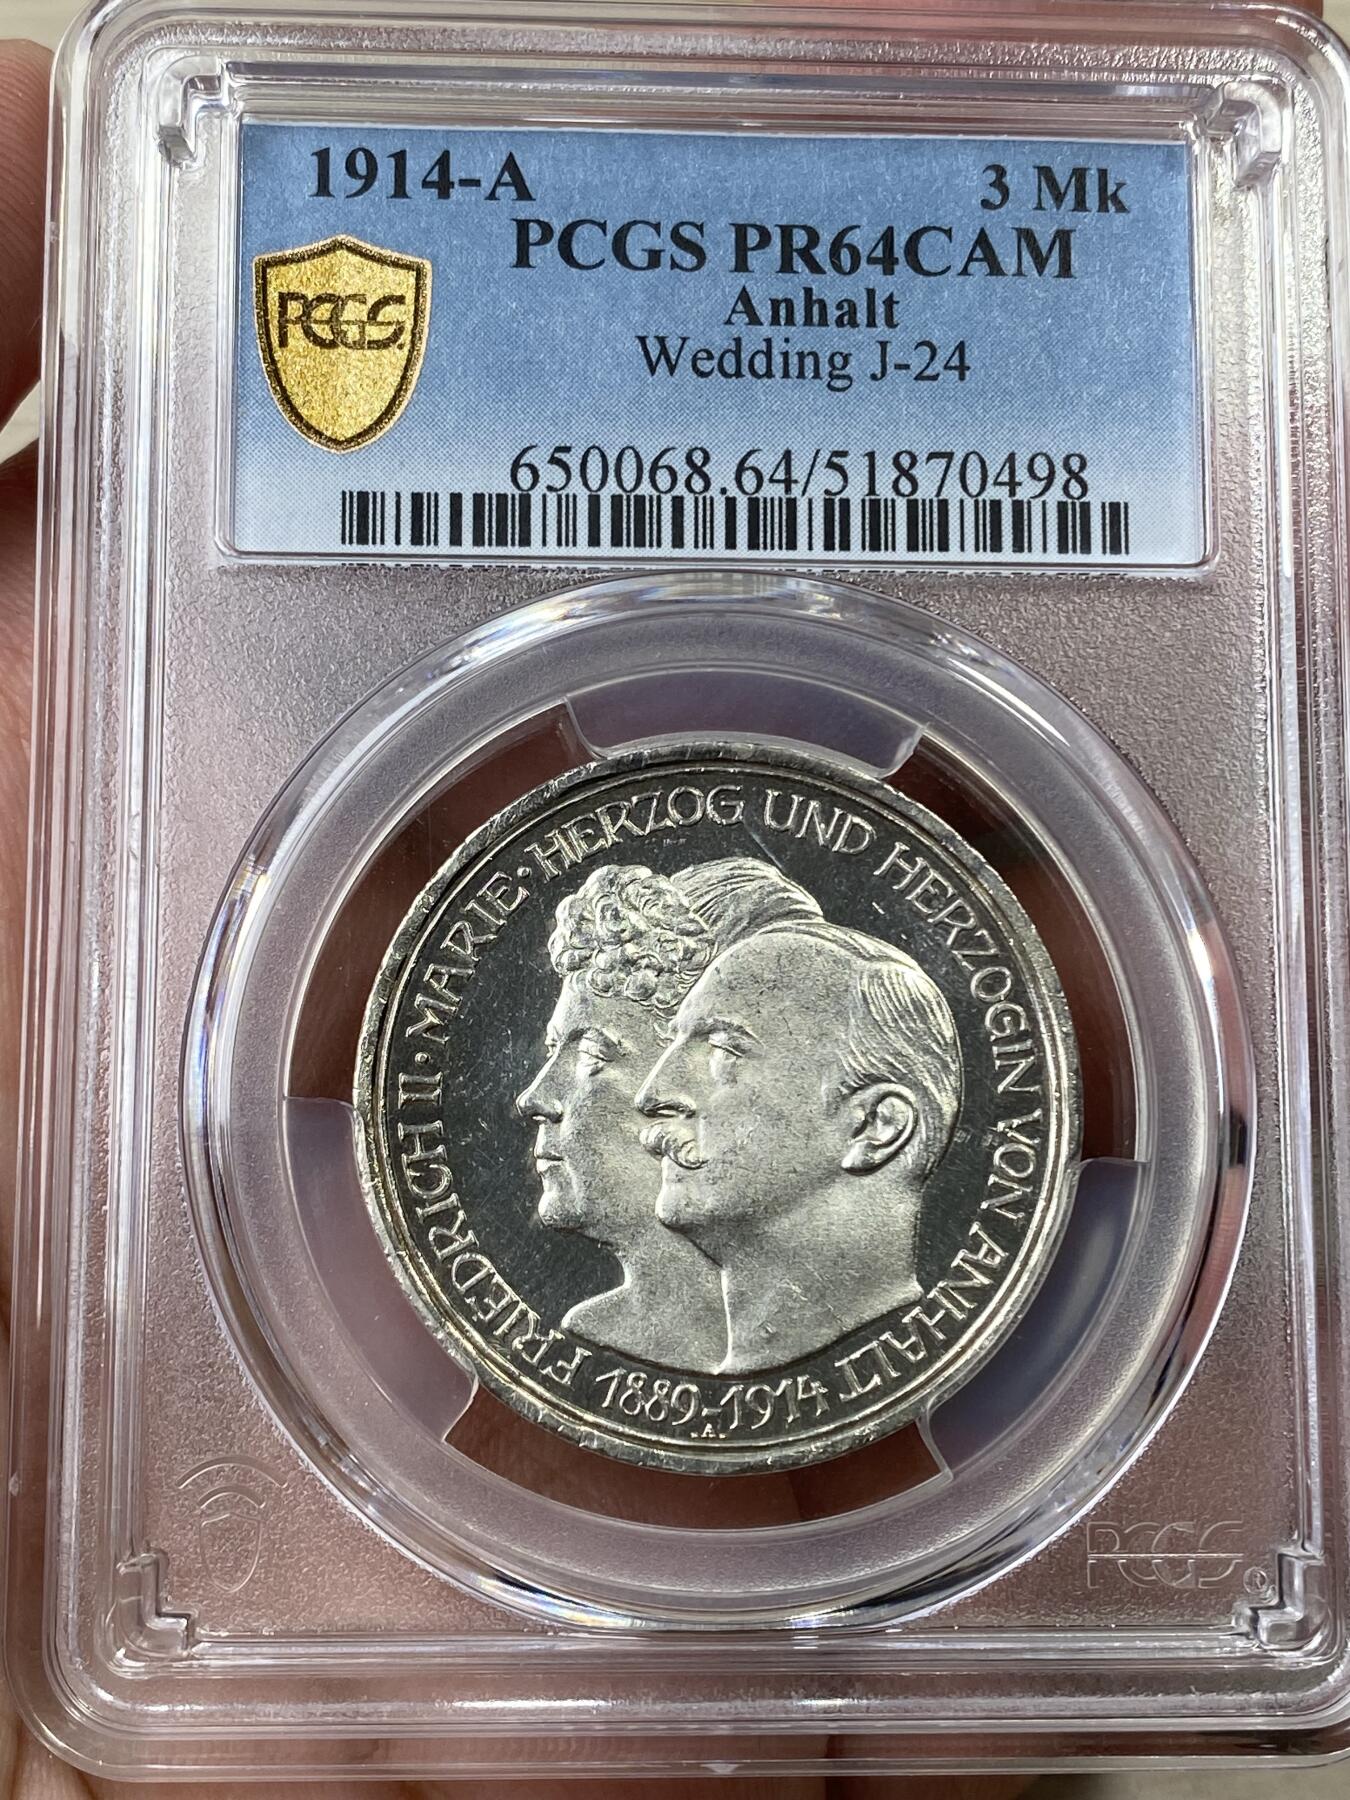 1914-A
3 Mk
PCGS PR64CAM
Anhalt
Wedding J-24
PCGS
650068.64/51870498
FRIEDRICH II·MARIE·HERZOG UND HERZOGIN VON ANHALT
1889-1914
.A.
PCGS